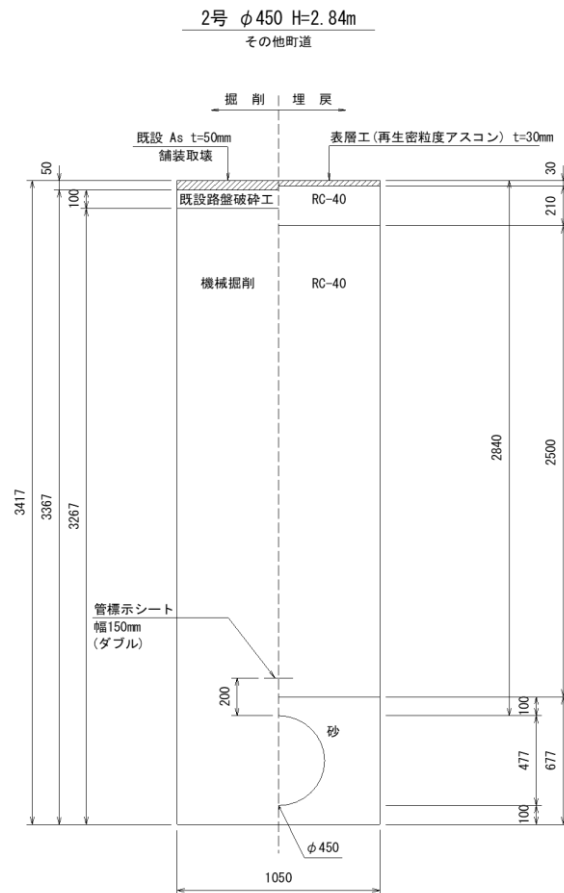 2号 φ450 H=2.84m
その他町道
掘 削 埋 戻
既設 As t=50mm
舗装取壊
表層工(再生密粒度アスコン) t=30mm
50
30
100
既設路盤破砕工
RC-40
210
機械掘削
RC-40
3417
3367
3267
2840
2500
管標示シート
幅150mm
(ダブル)
200
100
砂
477
677
100
φ450
1050